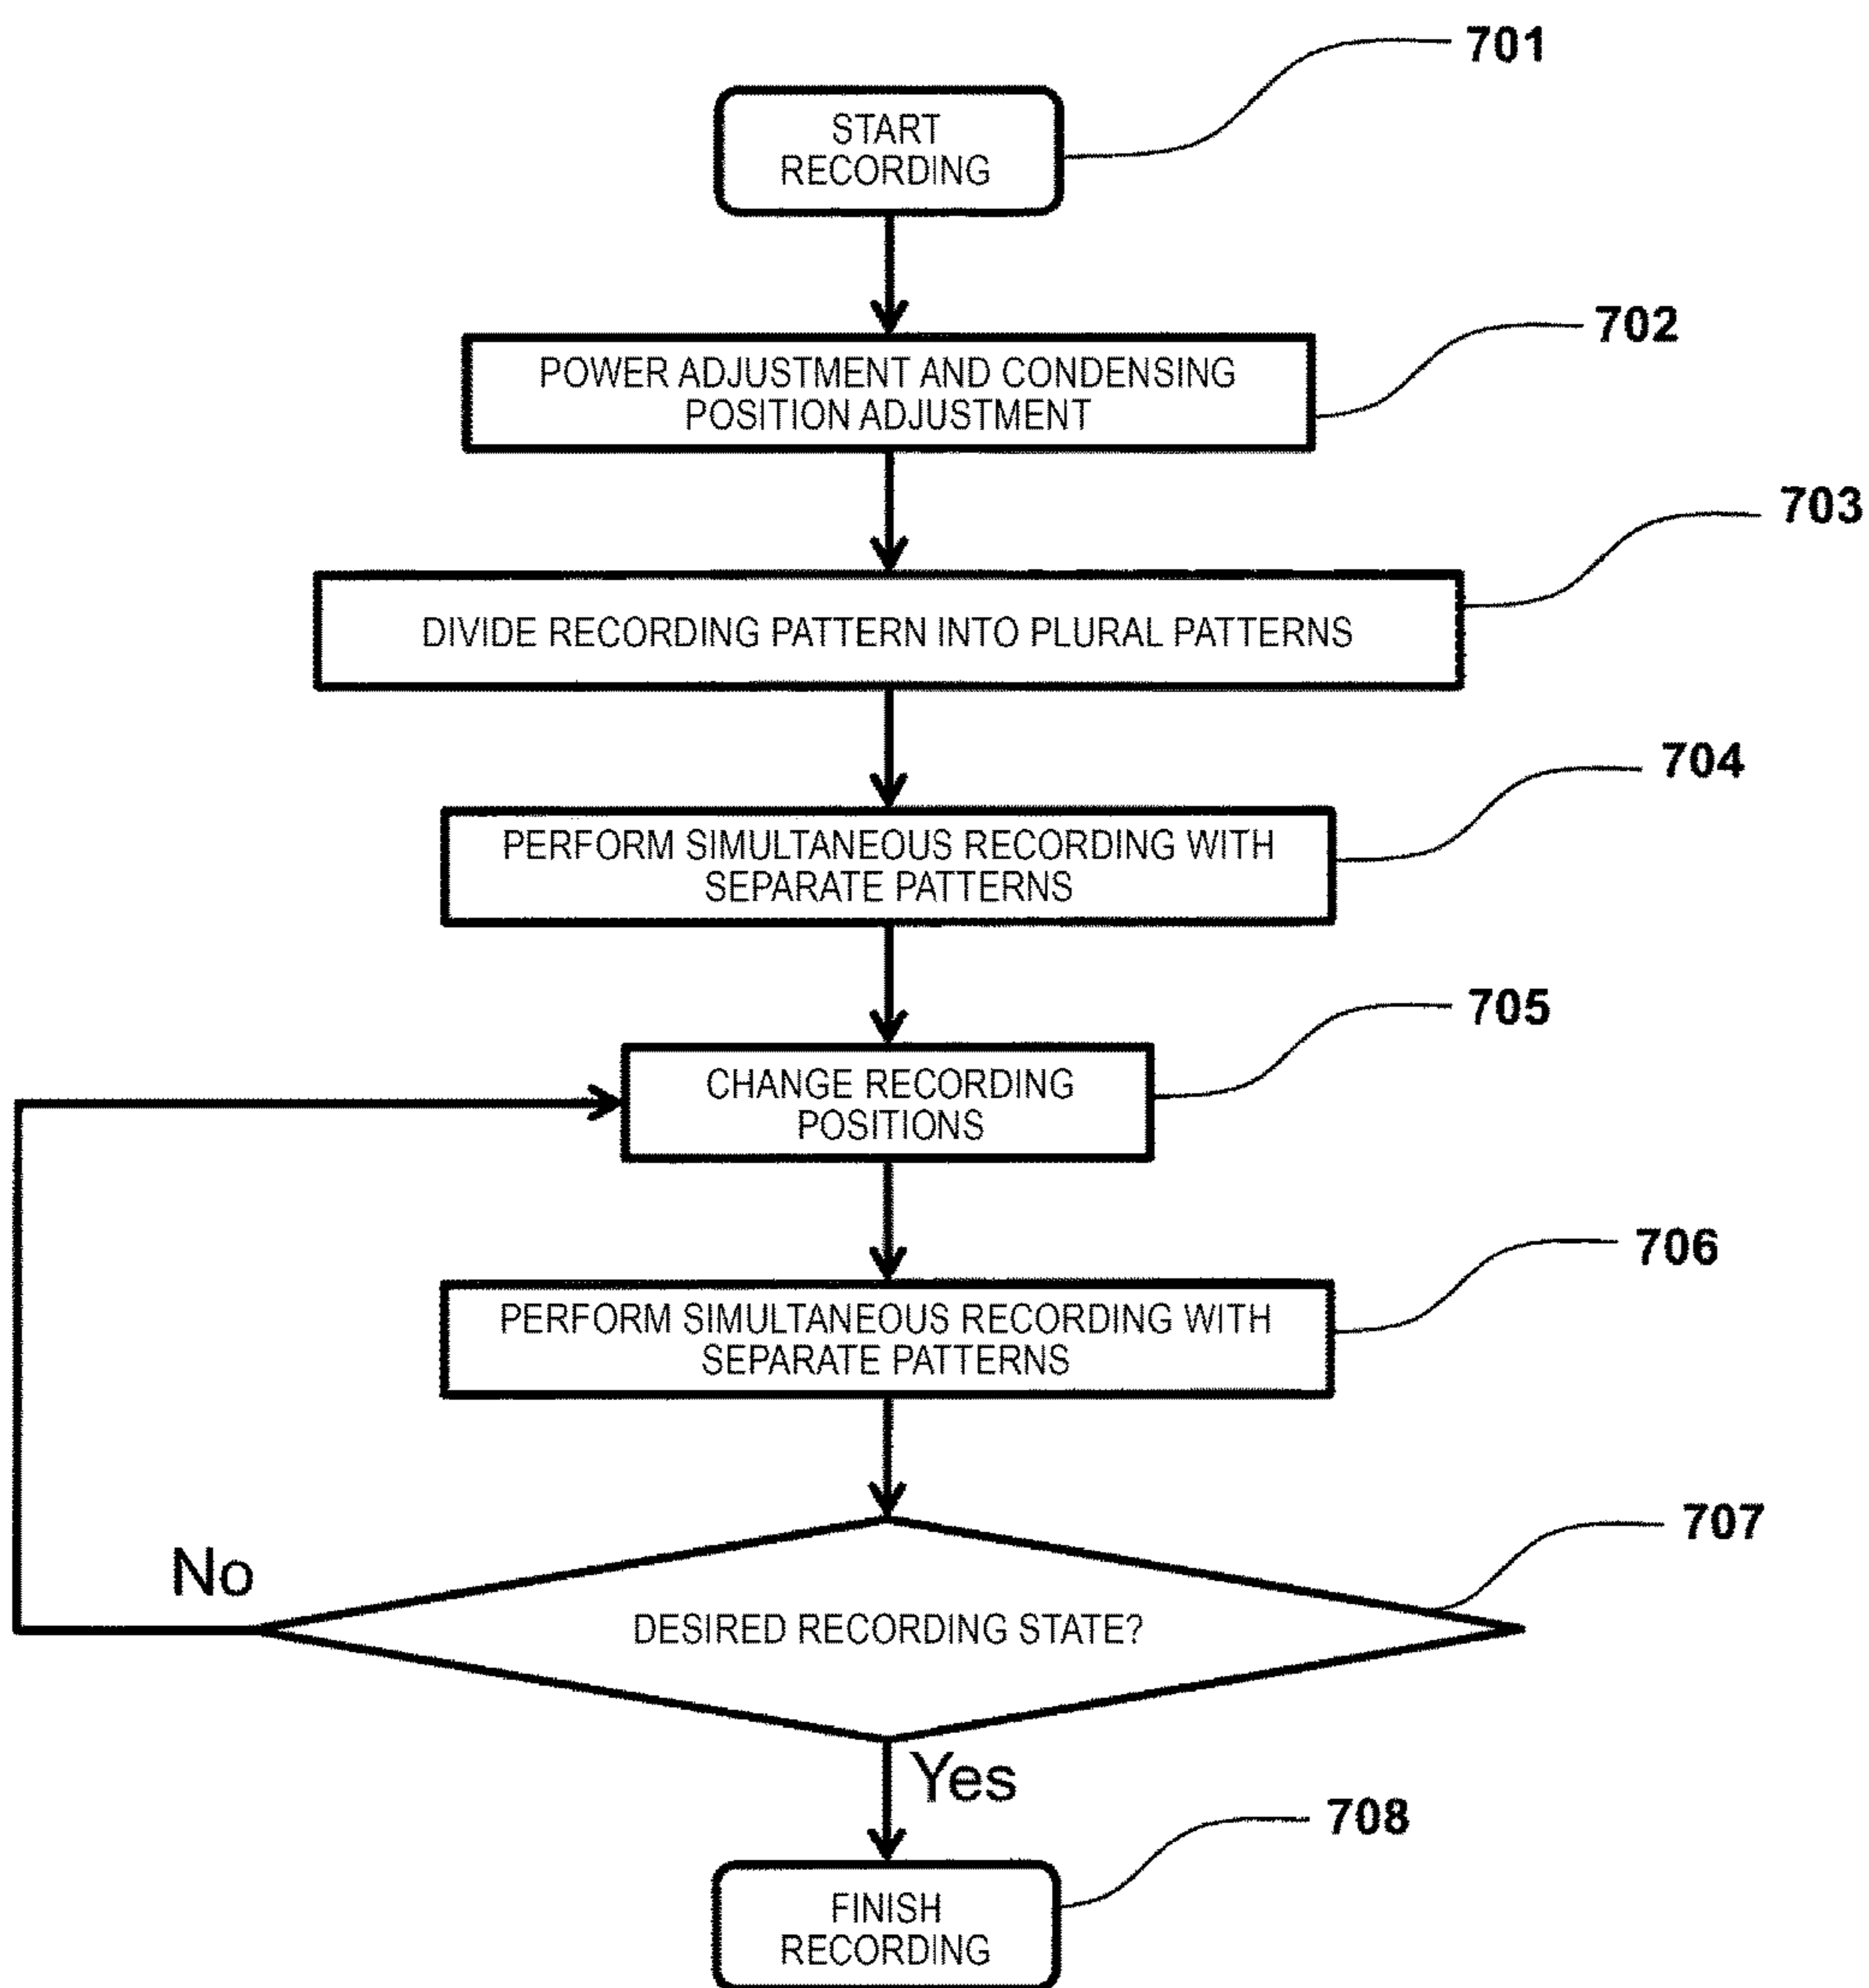 701
START
RECORDING
702
POWER ADJUSTMENT AND CONDENSING
POSITION ADJUSTMENT
703
DIVIDE RECORDING PATTERN INTO PLURAL PATTERNS
704
PERFORM SIMULTANEOUS RECORDING WITH
SEPARATE PATTERNS
705
CHANGE RECORDING
POSITIONS
706
PERFORM SIMULTANEOUS RECORDING WITH
SEPARATE PATTERNS
707
No
DESIRED RECORDING STATE?
Yes
708
FINISH
RECORDING